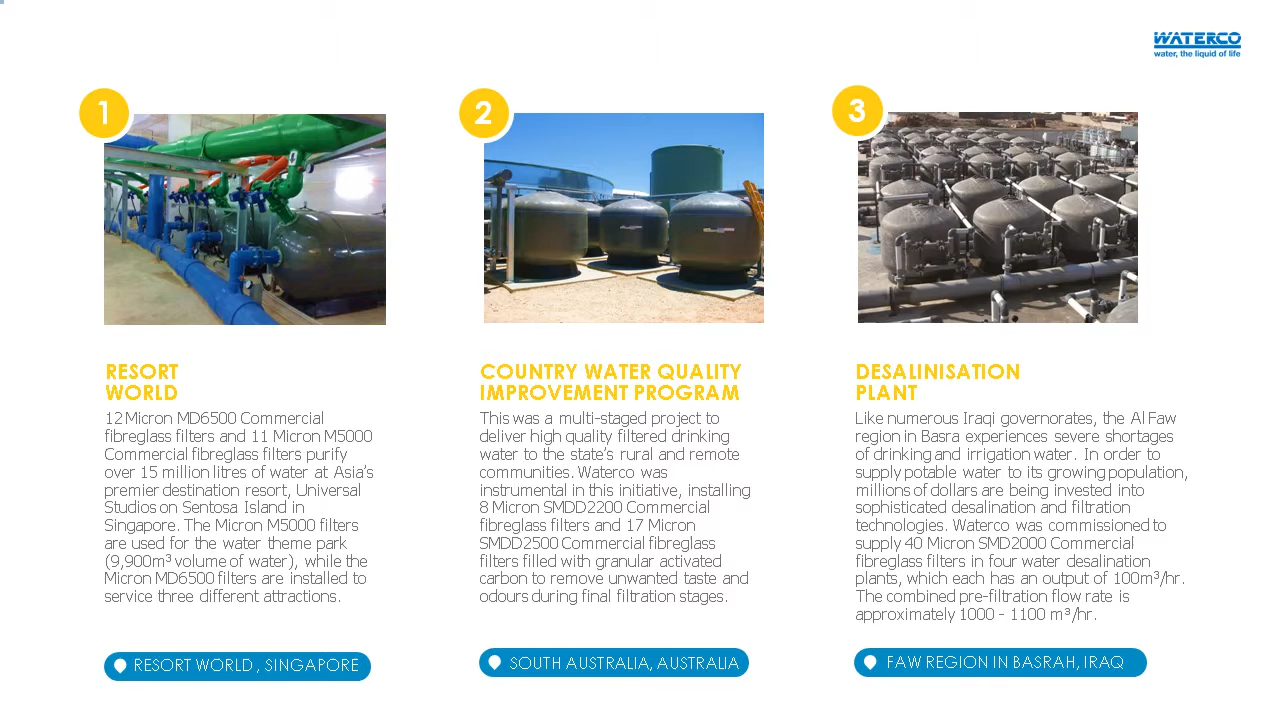 WATERCO
water, the liquid of life
1
2
3
RESORT
WORLD
12 Micron MD6500 Commercial
fibreglass filters and 11 Micron M5000
Commercial fibreglass filters purify
over 15 million litres of water at Asia's
premier destination resort, Universal
Studios on Sentosa Island in
Singapore. The Micron M5000 filters
are used for the water theme park
(9,900m³ volume of water), while the
Micron MD6500 filters are installed to
service three different attractions.
RESORT WORLD , SINGAPORE
COUNTRY WATER QUALITY
IMPROVEMENT PROGRAM
This was a multi-staged project to
deliver high quality filtered drinking
water to the state's rural and remote
communities. Waterco was
instrumental in this initiative, installing
8 Micron SMDD2200 Commercial
fibreglass filters and 17 Micron
SMDD2500 Commercial fibreglass
filters filled with granular activated
carbon to remove unwanted taste and
odours during final filtration stages.
SOUTH AUSTRALIA, AUSTRALIA
DESALINISATION
PLANT
Like numerous Iraqi governorates, the Al Faw
region in Basra experiences severe shortages
of drinking and irrigation water. In order to
supply potable water to its growing population,
millions of dollars are being invested into
sophisticated desalination and filtration
technologies. Waterco was commissioned to
supply 40 Micron SMD2000 Commercial
fibreglass filters in four water desalination
plants, which each has an output of 100m³/hr.
The combined pre-filtration flow rate is
approximately 1000 - 1100 m³/hr.
FAW REGION IN BASRAH, IRAQ